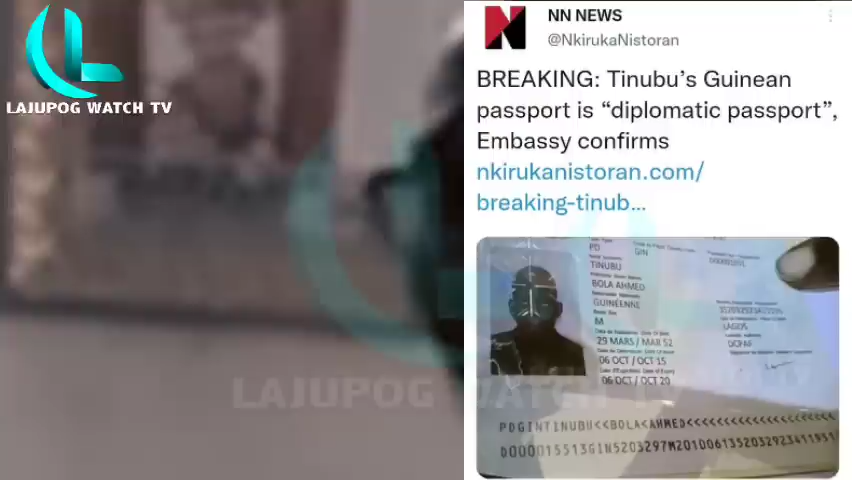 LAJUPOG WATCH TV
NN NEWS
@NkirukaNistoran
BREAKING: Tinubu’s Guinean
passport is “diplomatic passport”,
Embassy confirms
nkirukanistoran.com/
breaking-tinub...
PD
GIN
TINUBU
BOLA AHMED
GUINÉENNE
M
LAGOS
29 MARS / MAR 52
DCPAF
06 OCT / OCT 15
06 OCT / OCT 20
LAJUPOG WATCH TV
PDGINTINUBU<<BOLA<AHMED<<<<<<<<<<<<<<<<<<